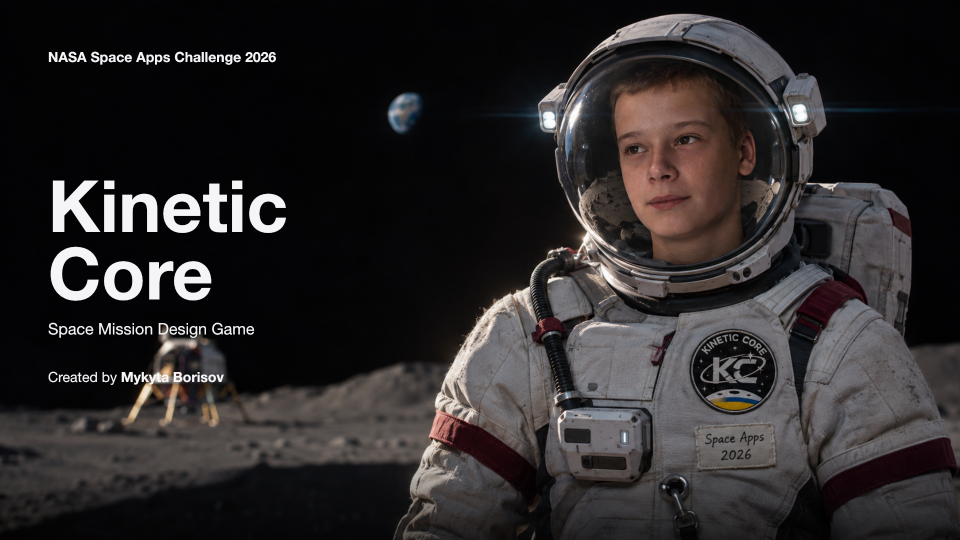 NASA Space Apps Challenge 2026
Kinetic
Core
Space Mission Design Game
Created by Mykyta Borisov
KINETIC CORE
KC
Space Apps
2026